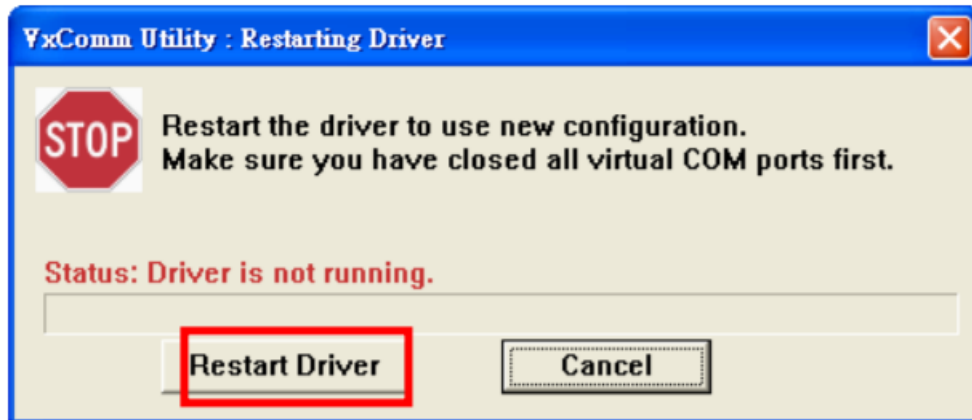 VxComm Utility : Restarting Driver
STOP
Restart the driver to use new configuration.
Make sure you have closed all virtual COM ports first.
Status: Driver is not running.
Restart Driver
Cancel